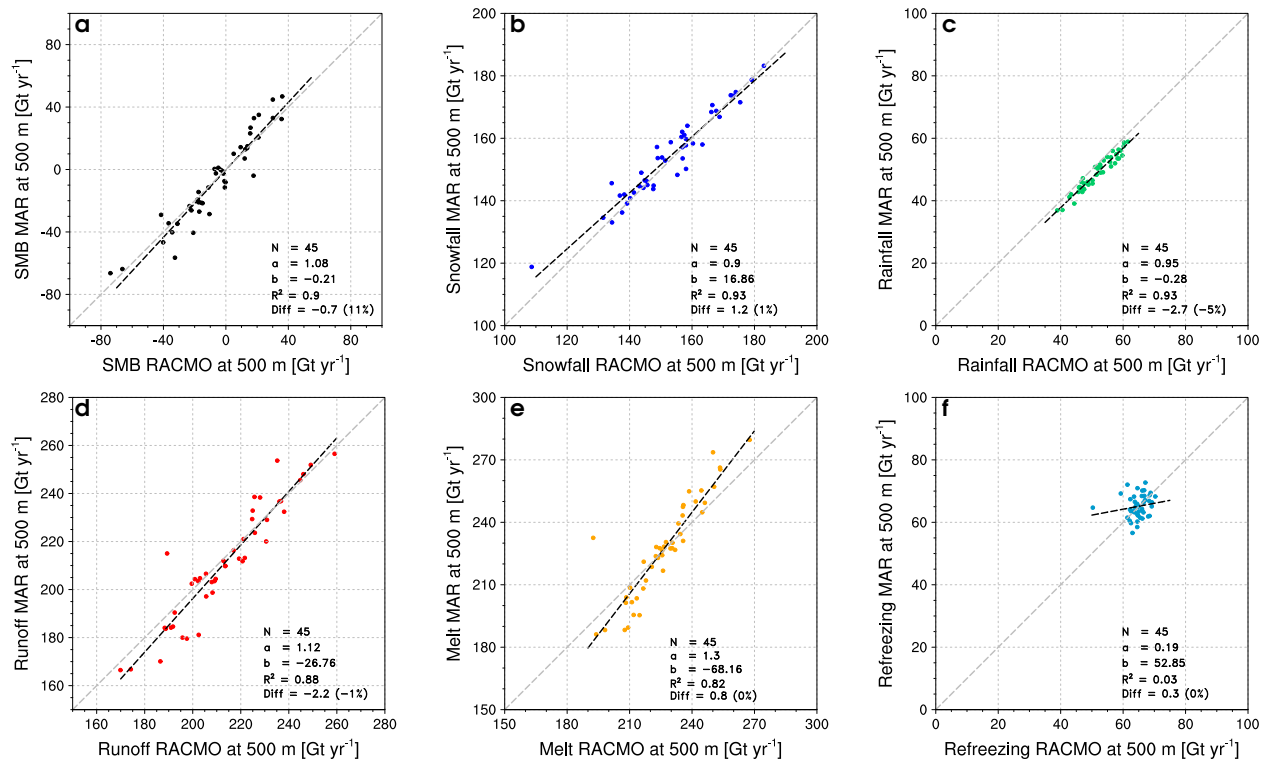 a
SMB MAR at 500 m [Gt yr⁻¹]
80
40
0
-40
-80
-80 -40 0 40 80
SMB RACMO at 500 m [Gt yr⁻¹]
N = 45
a = 1.08
b = −0.21
R² = 0.9
Diff = −0.7 (11%)
b
Snowfall MAR at 500 m [Gt yr⁻¹]
200
180
160
140
120
100
100 120 140 160 180 200
Snowfall RACMO at 500 m [Gt yr⁻¹]
N = 45
a = 0.9
b = 16.86
R² = 0.93
Diff = 1.2 (1%)
c
Rainfall MAR at 500 m [Gt yr⁻¹]
100
80
60
40
20
0
0 20 40 60 80 100
Rainfall RACMO at 500 m [Gt yr⁻¹]
N = 45
a = 0.95
b = −0.28
R² = 0.93
Diff = −2.7 (−5%)
d
Runoff MAR at 500 m [Gt yr⁻¹]
280
260
240
220
200
180
160
160 180 200 220 240 260 280
Runoff RACMO at 500 m [Gt yr⁻¹]
N = 45
a = 1.12
b = −26.76
R² = 0.88
Diff = −2.2 (−1%)
e
Melt MAR at 500 m [Gt yr⁻¹]
300
270
240
210
180
150
150 180 210 240 270 300
Melt RACMO at 500 m [Gt yr⁻¹]
N = 45
a = 1.3
b = −68.16
R² = 0.82
Diff = 0.8 (0%)
f
Refreezing MAR at 500 m [Gt yr⁻¹]
100
80
60
40
20
0
0 20 40 60 80 100
Refreezing RACMO at 500 m [Gt yr⁻¹]
N = 45
a = 0.19
b = 52.85
R² = 0.03
Diff = 0.3 (0%)